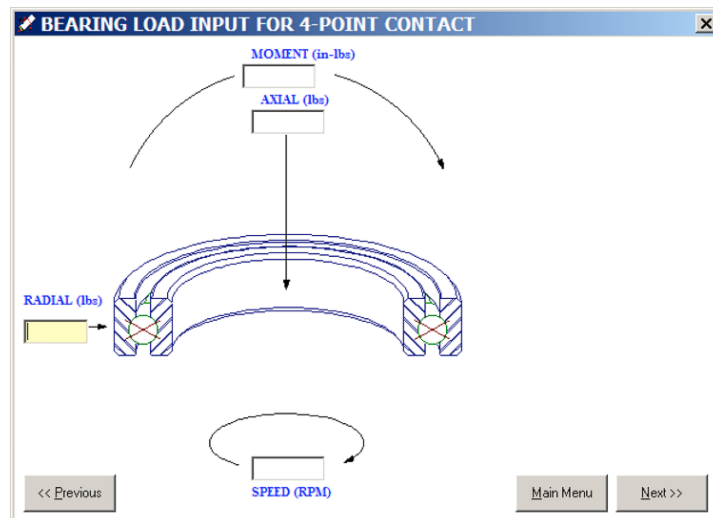 BEARING LOAD INPUT FOR 4-POINT CONTACT
MOMENT (in-lbs)
AXIAL (lbs)
RADIAL (lbs)
SPEED (RPM)
<< Previous
Main Menu
Next >>